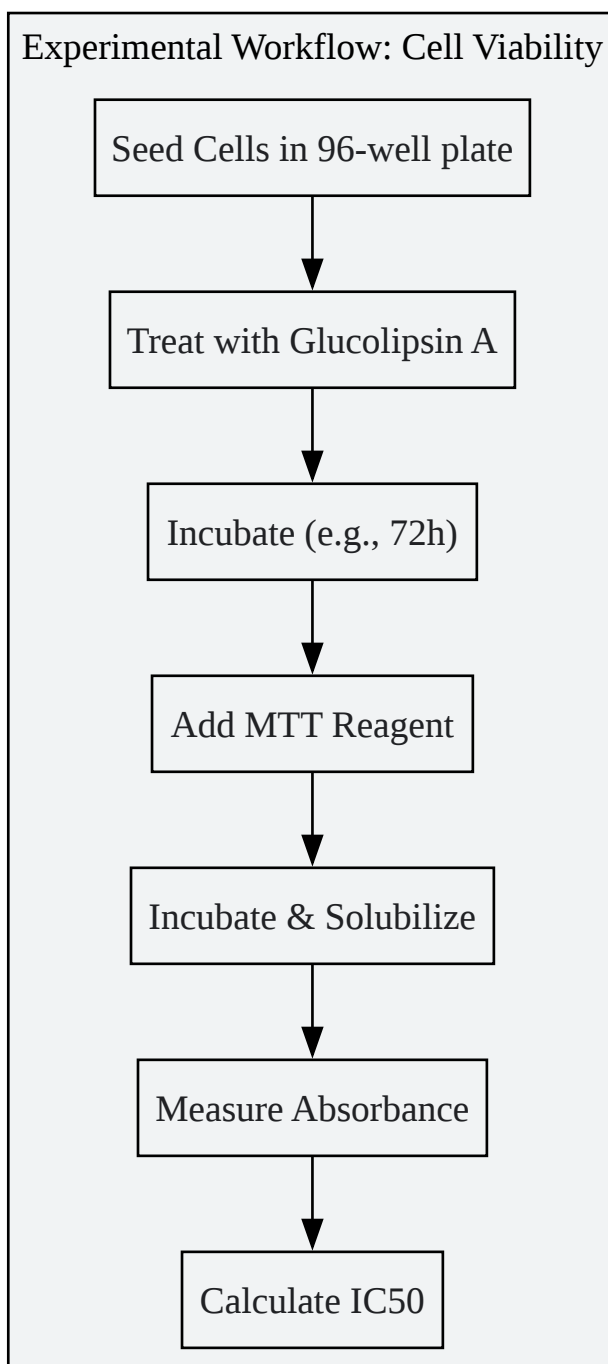 Experimental Workflow: Cell Viability
Seed Cells in 96-well plate
Treat with Glucolipsin A
Incubate (e.g., 72h)
Add MTT Reagent
Incubate & Solubilize
Measure Absorbance
Calculate IC50